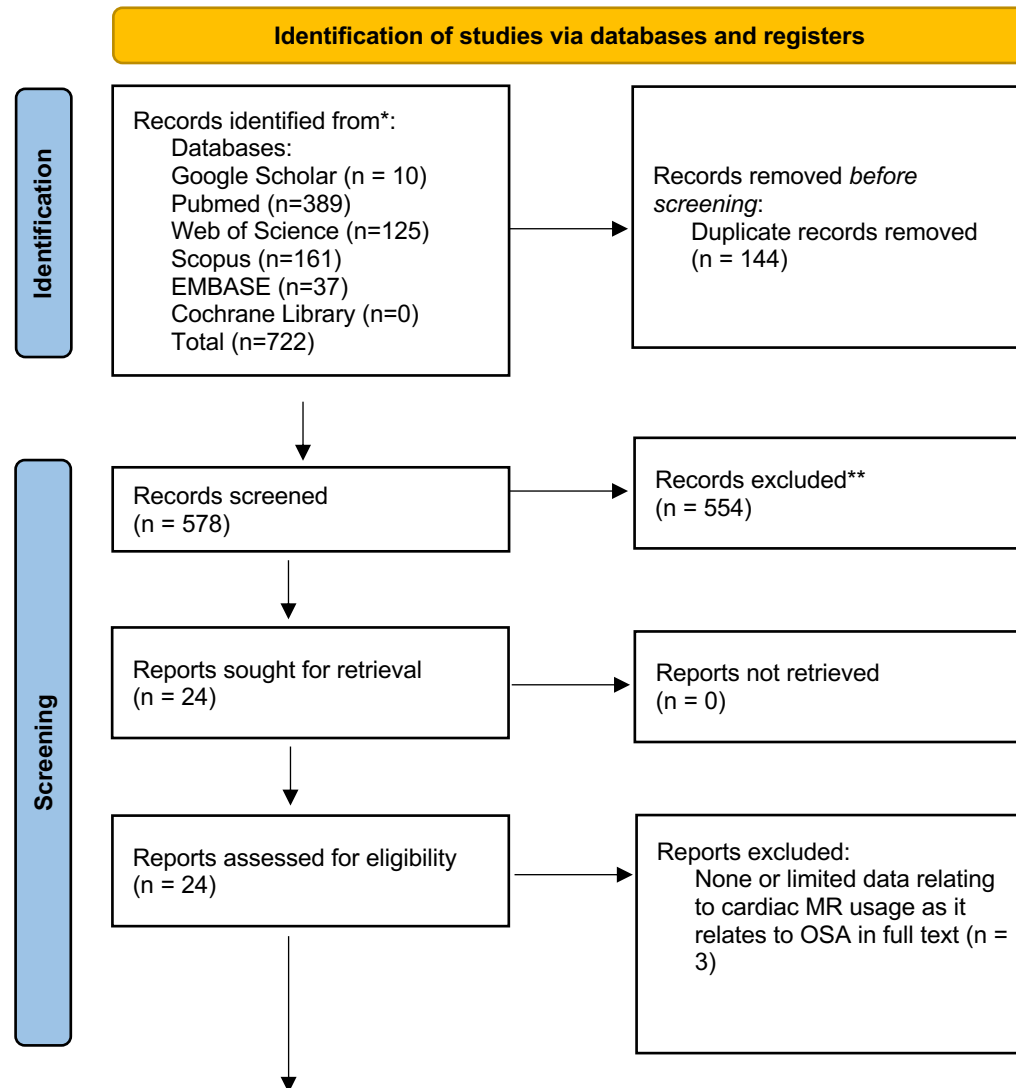 Identification of studies via databases and registers
Identification
Records identified from*:
Databases:
Google Scholar (n = 10)
Pubmed (n=389)
Web of Science (n=125)
Scopus (n=161)
EMBASE (n=37)
Cochrane Library (n=0)
Total (n=722)
Records removed before
screening:
Duplicate records removed
(n = 144)
Screening
Records screened
(n = 578)
Records excluded**
(n = 554)
Reports sought for retrieval
(n = 24)
Reports not retrieved
(n = 0)
Reports assessed for eligibility
(n = 24)
Reports excluded:
None or limited data relating
to cardiac MR usage as it
relates to OSA in full text (n =
3)